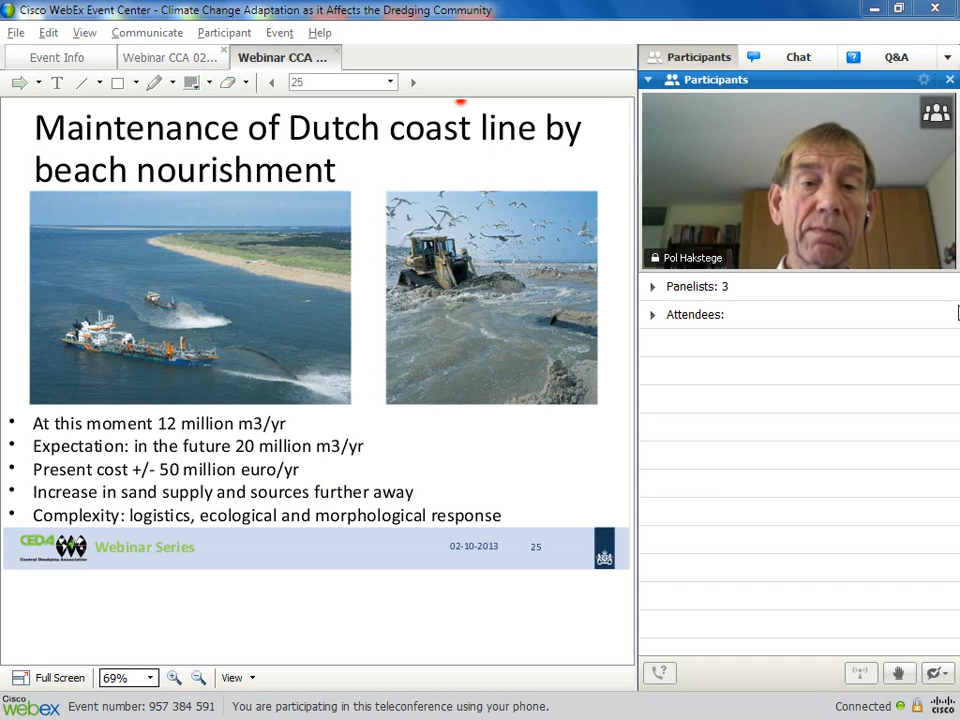 Cisco WebEx Event Center - Climate Change Adaptation as it Affects the Dredging Community
File Edit View Communicate Participant Event Help
Event Info Webinar CCA 02... Webinar CCA ...
Participants Chat Q&A
T 25
Participants
Maintenance of Dutch coast line by
beach nourishment
Pol Hakstege
Panelists: 3
Attendees:
• At this moment 12 million m3/yr
• Expectation: in the future 20 million m3/yr
• Present cost +/- 50 million euro/yr
• Increase in sand supply and sources further away
• Complexity: logistics, ecological and morphological response
CEDA
Central Dredging Association
Webinar Series
02-10-2013 25
Full Screen 69% View
Cisco
webex
Event number: 957 384 591 You are participating in this teleconference using your phone.
Connected
CISCO